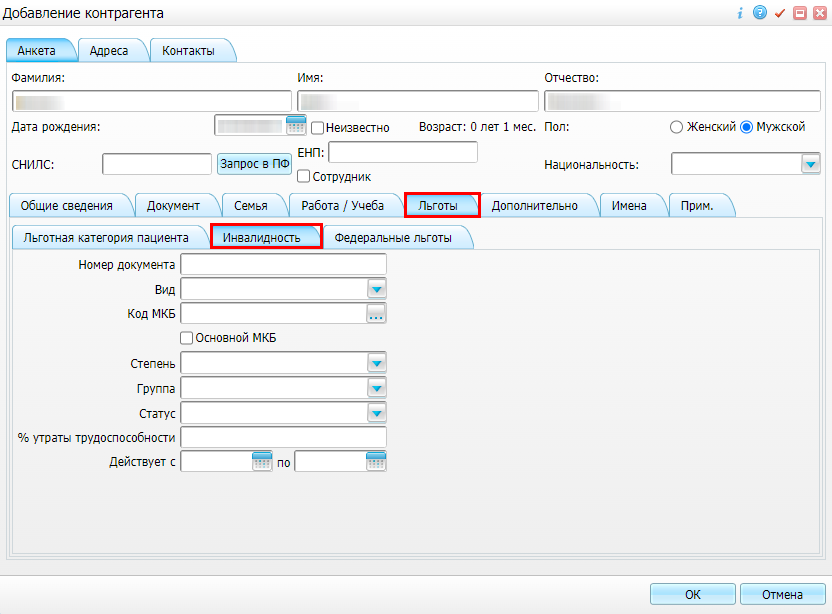 Добавление контрагента
Анкета Адреса Контакты
Фамилия: Имя: Отчество:
Дата рождения: Неизвестно Возраст: 0 лет 1 мес. Пол: Женский Мужской
СНИЛС: Запрос в ПФ ЕНП: Национальность:
Сотрудник
Общие сведения Документ Семья Работа / Учеба Льготы Дополнительно Имена Прим.
Льготная категория пациента Инвалидность Федеральные льготы
Номер документа
Вид
Код МКБ ...
Основной МКБ
Степень
Группа
Статус
% утраты трудоспособности
Действует с по
ОК Отмена